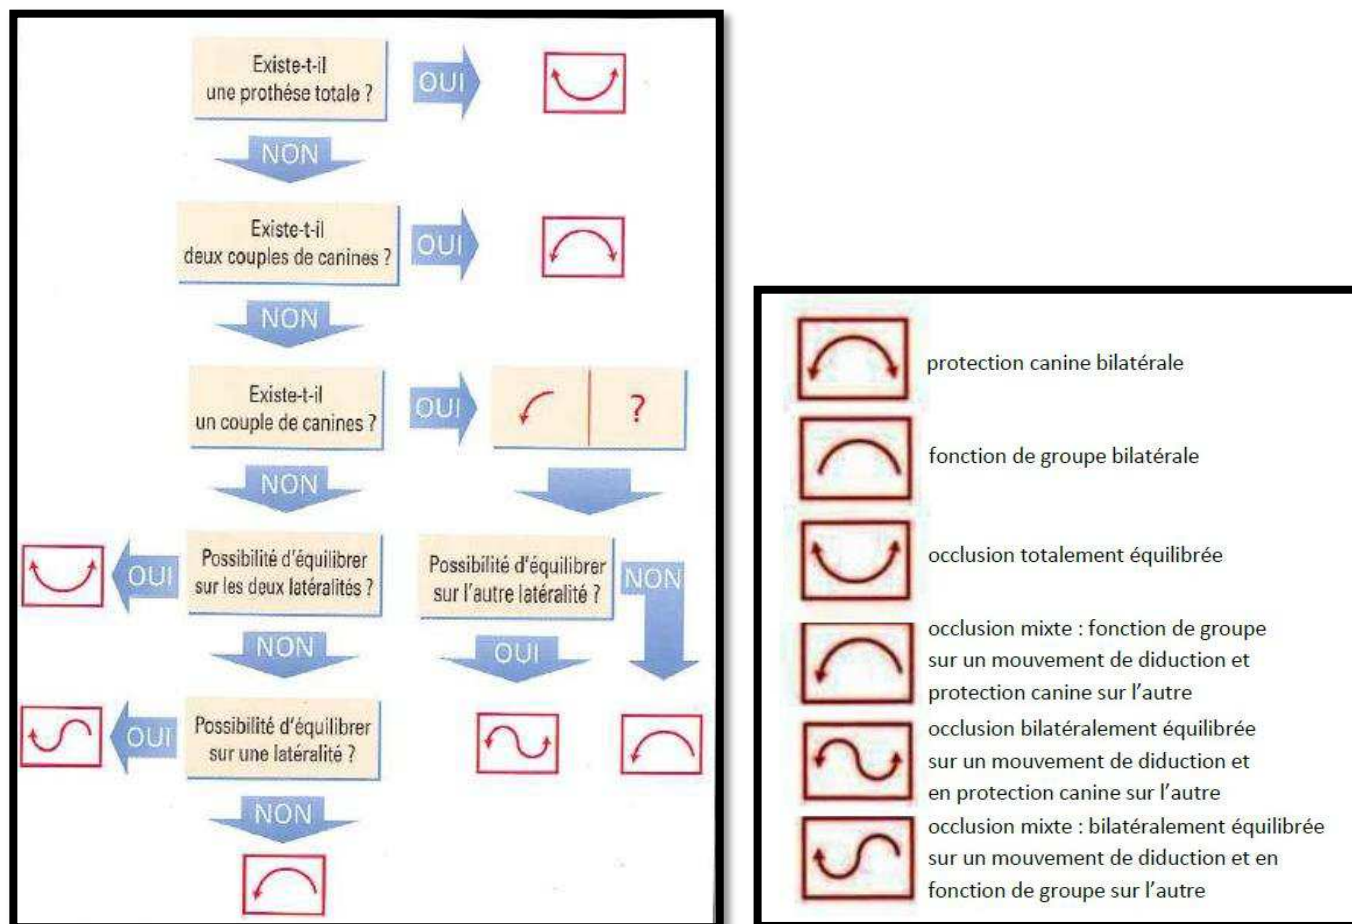 Existe-t-il
une prothése totale ?
OUI
NON
Existe-t-il
deux couples de canines ?
OUI
NON
Existe-t-il
un couple de canines ?
OUI
?
NON
Possibilité d'équilibrer
sur les deux latéralités ?
OUI
Possibilité d'équilibrer
sur l'autre latéralité ?
NON
NON
OUI
Possibilité d'équilibrer
sur une latéralité ?
OUI
NON
protection canine bilatérale
fonction de groupe bilatérale
occlusion totalement équilibrée
occlusion mixte : fonction de groupe
sur un mouvement de diduction et
protection canine sur l'autre
occlusion bilatéralement équilibrée
sur un mouvement de diduction et
en protection canine sur l'autre
occlusion mixte : bilatéralement équilibrée
sur un mouvement de diduction et en
fonction de groupe sur l'autre